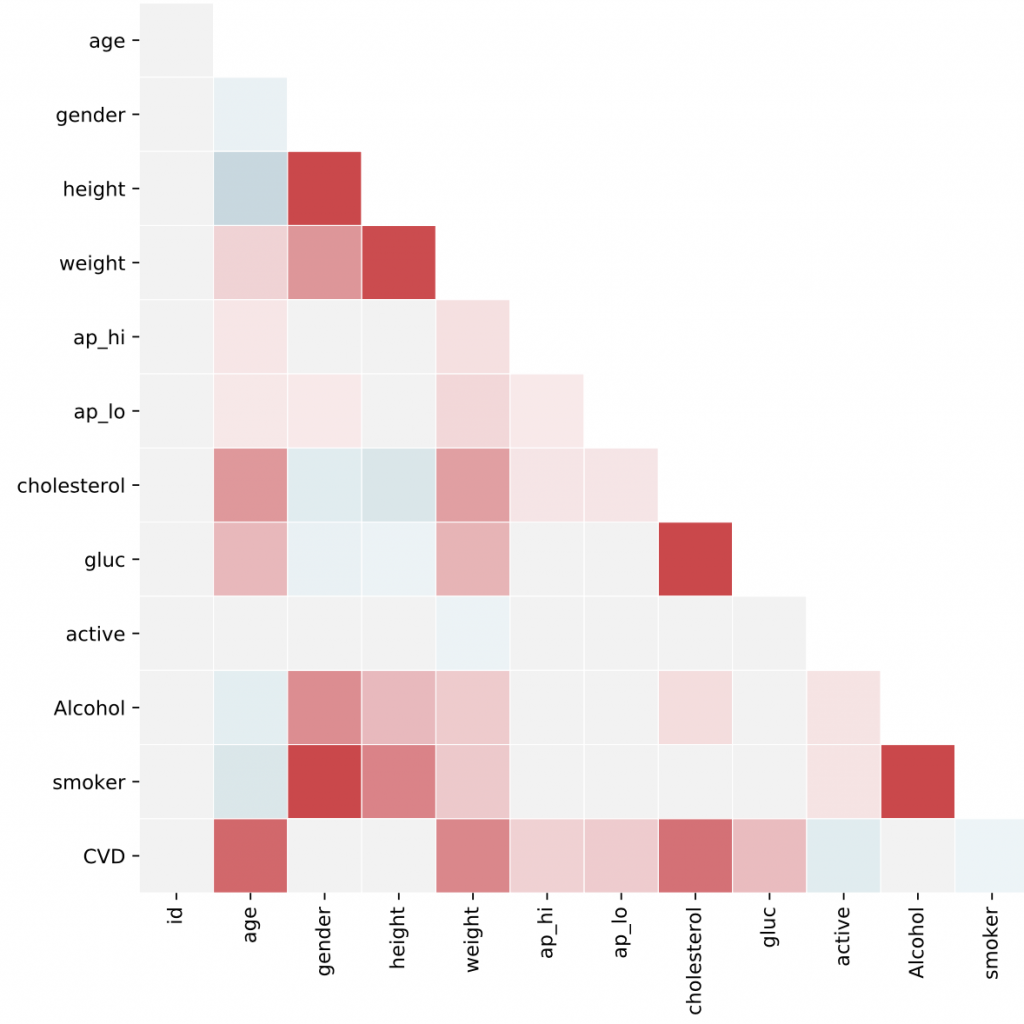 age
gender
height
weight
ap_hi
ap_lo
cholesterol
gluc
active
Alcohol
smoker
CVD
id
age
gender
height
weight
ap_hi
ap_lo
cholesterol
gluc
active
Alcohol
smoker